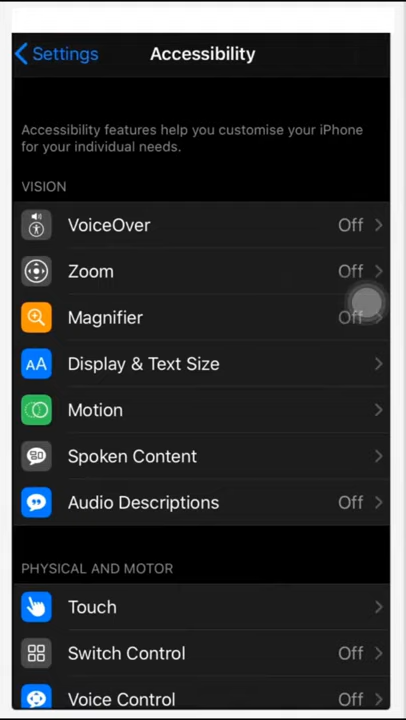 Settings
Accessibility
Accessibility features help you customise your iPhone
for your individual needs.
VISION
VoiceOver Off
Zoom Off
Magnifier Off
AA Display & Text Size
Motion
Spoken Content
Audio Descriptions Off
PHYSICAL AND MOTOR
Touch
Switch Control Off
Voice Control Off